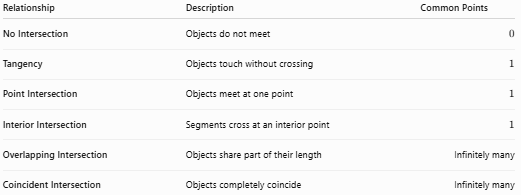 Relationship Description Common Points
No Intersection Objects do not meet 0
Tangency Objects touch without crossing 1
Point Intersection Objects meet at one point 1
Interior Intersection Segments cross at an interior point 1
Overlapping Intersection Objects share part of their length Infinitely many
Coincident Intersection Objects completely coincide Infinitely many